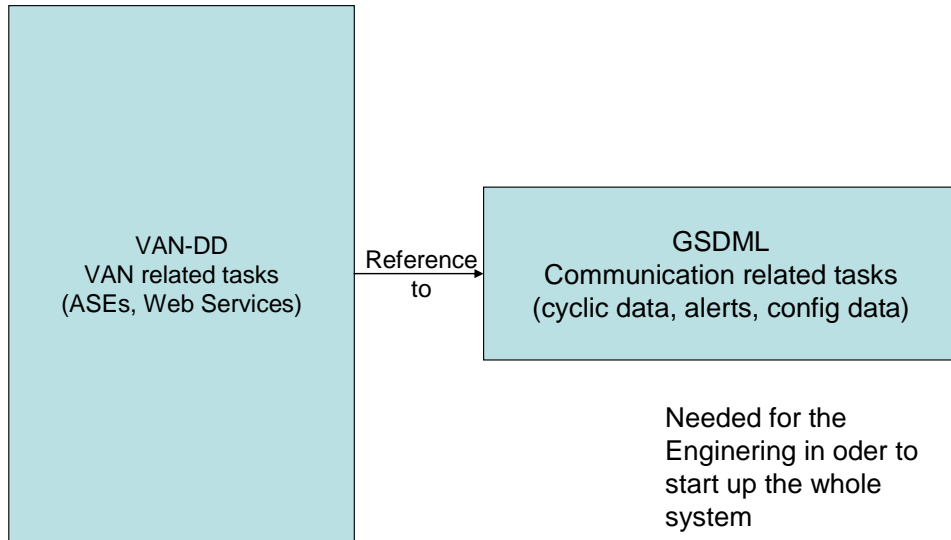 VAN-DD
VAN related tasks
(ASEs, Web Services)
Reference
to
GSDML
Communication related tasks
(cyclic data, alerts, config data)
Needed for the
Enginering in oder to
start up the whole
system